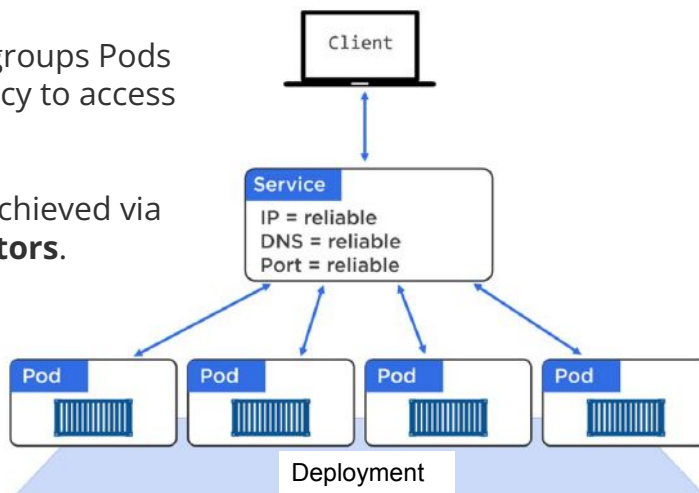 groups Pods
cy to access
chieved via
tors.
Client
Service
IP = reliable
DNS = reliable
Port = reliable
Pod
Pod
Pod
Pod
Deployment